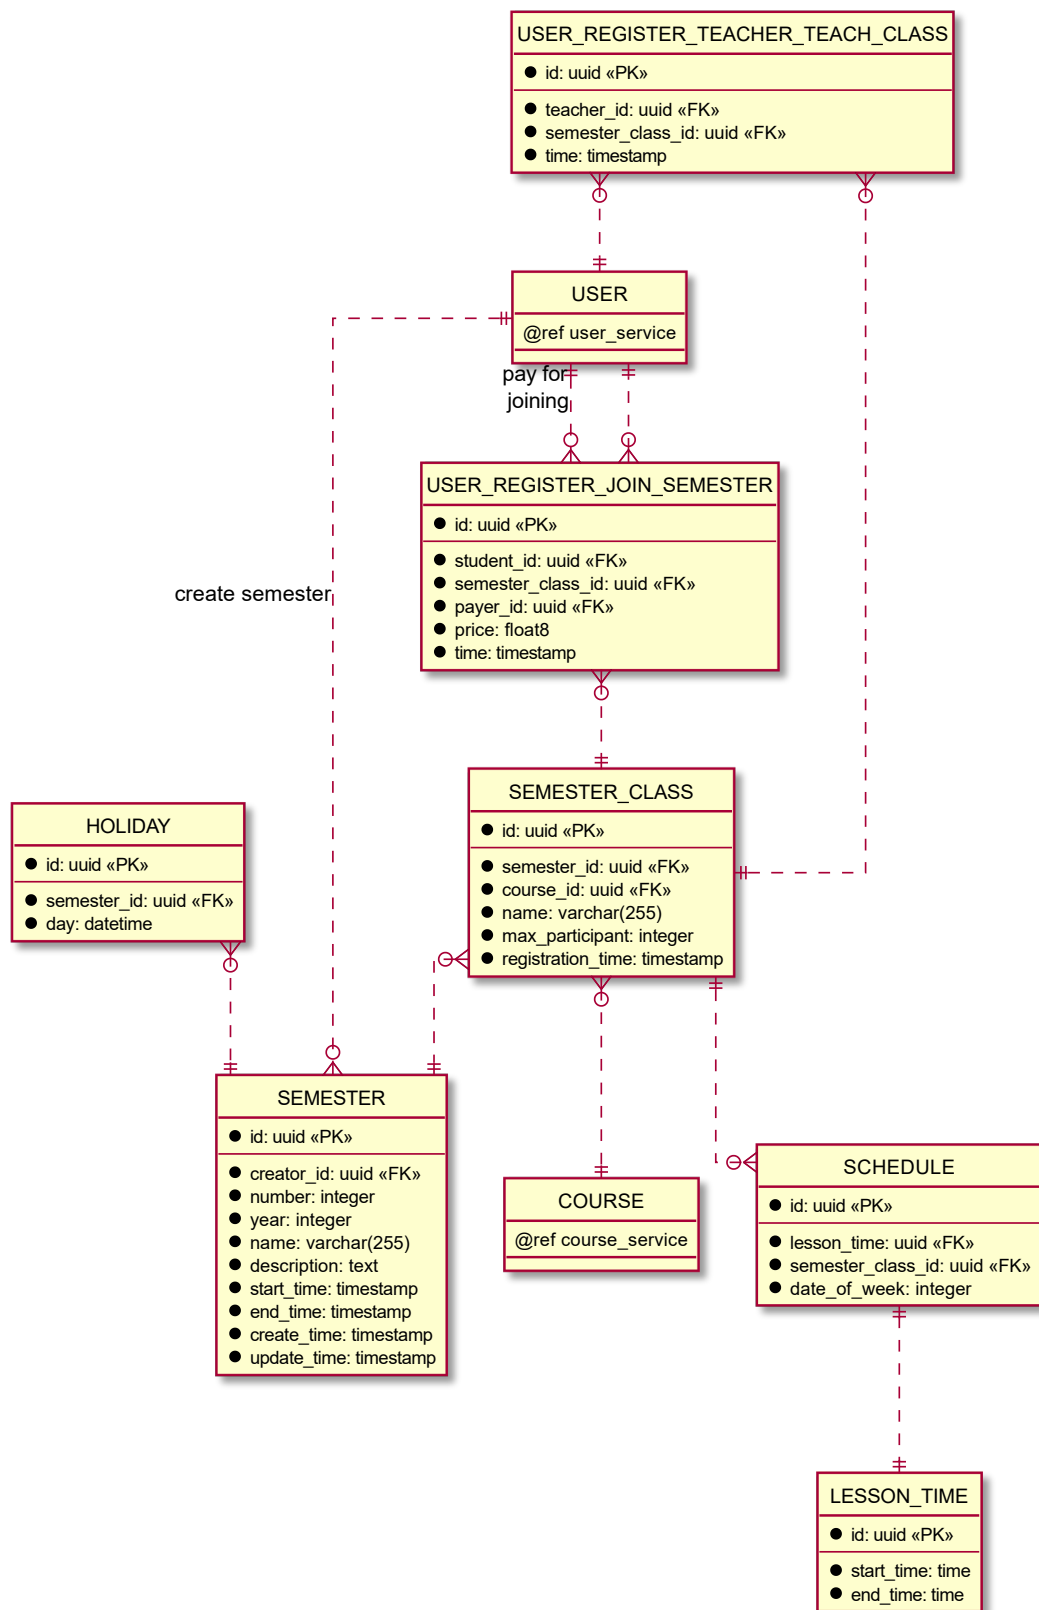 USER_REGISTER_TEACHER_TEACH_CLASS
id: uuid «PK»
teacher_id: uuid «FK»
semester_class_id: uuid «FK»
time: timestamp
USER
@ref user_service
pay for
joining
USER_REGISTER_JOIN_SEMESTER
id: uuid «PK»
student_id: uuid «FK»
semester_class_id: uuid «FK»
payer_id: uuid «FK»
price: float8
time: timestamp
create semester
SEMESTER_CLASS
id: uuid «PK»
semester_id: uuid «FK»
course_id: uuid «FK»
name: varchar(255)
max_participant: integer
registration_time: timestamp
HOLIDAY
id: uuid «PK»
semester_id: uuid «FK»
day: datetime
SEMESTER
id: uuid «PK»
creator_id: uuid «FK»
number: integer
year: integer
name: varchar(255)
description: text
start_time: timestamp
end_time: timestamp
create_time: timestamp
update_time: timestamp
COURSE
@ref course_service
SCHEDULE
id: uuid «PK»
lesson_time: uuid «FK»
semester_class_id: uuid «FK»
date_of_week: integer
LESSON_TIME
id: uuid «PK»
start_time: time
end_time: time